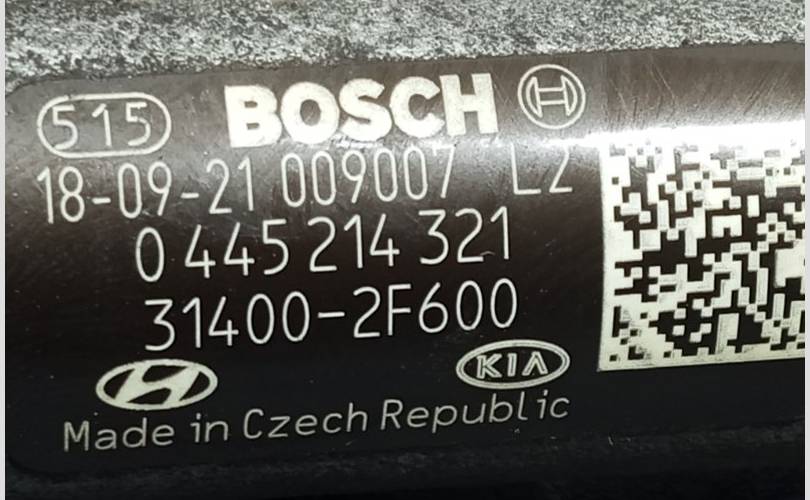 515 BOSCH
18-09-21 009007 L2
0 445 214 321
31400-2F600
KIA
Made in Czech Republic